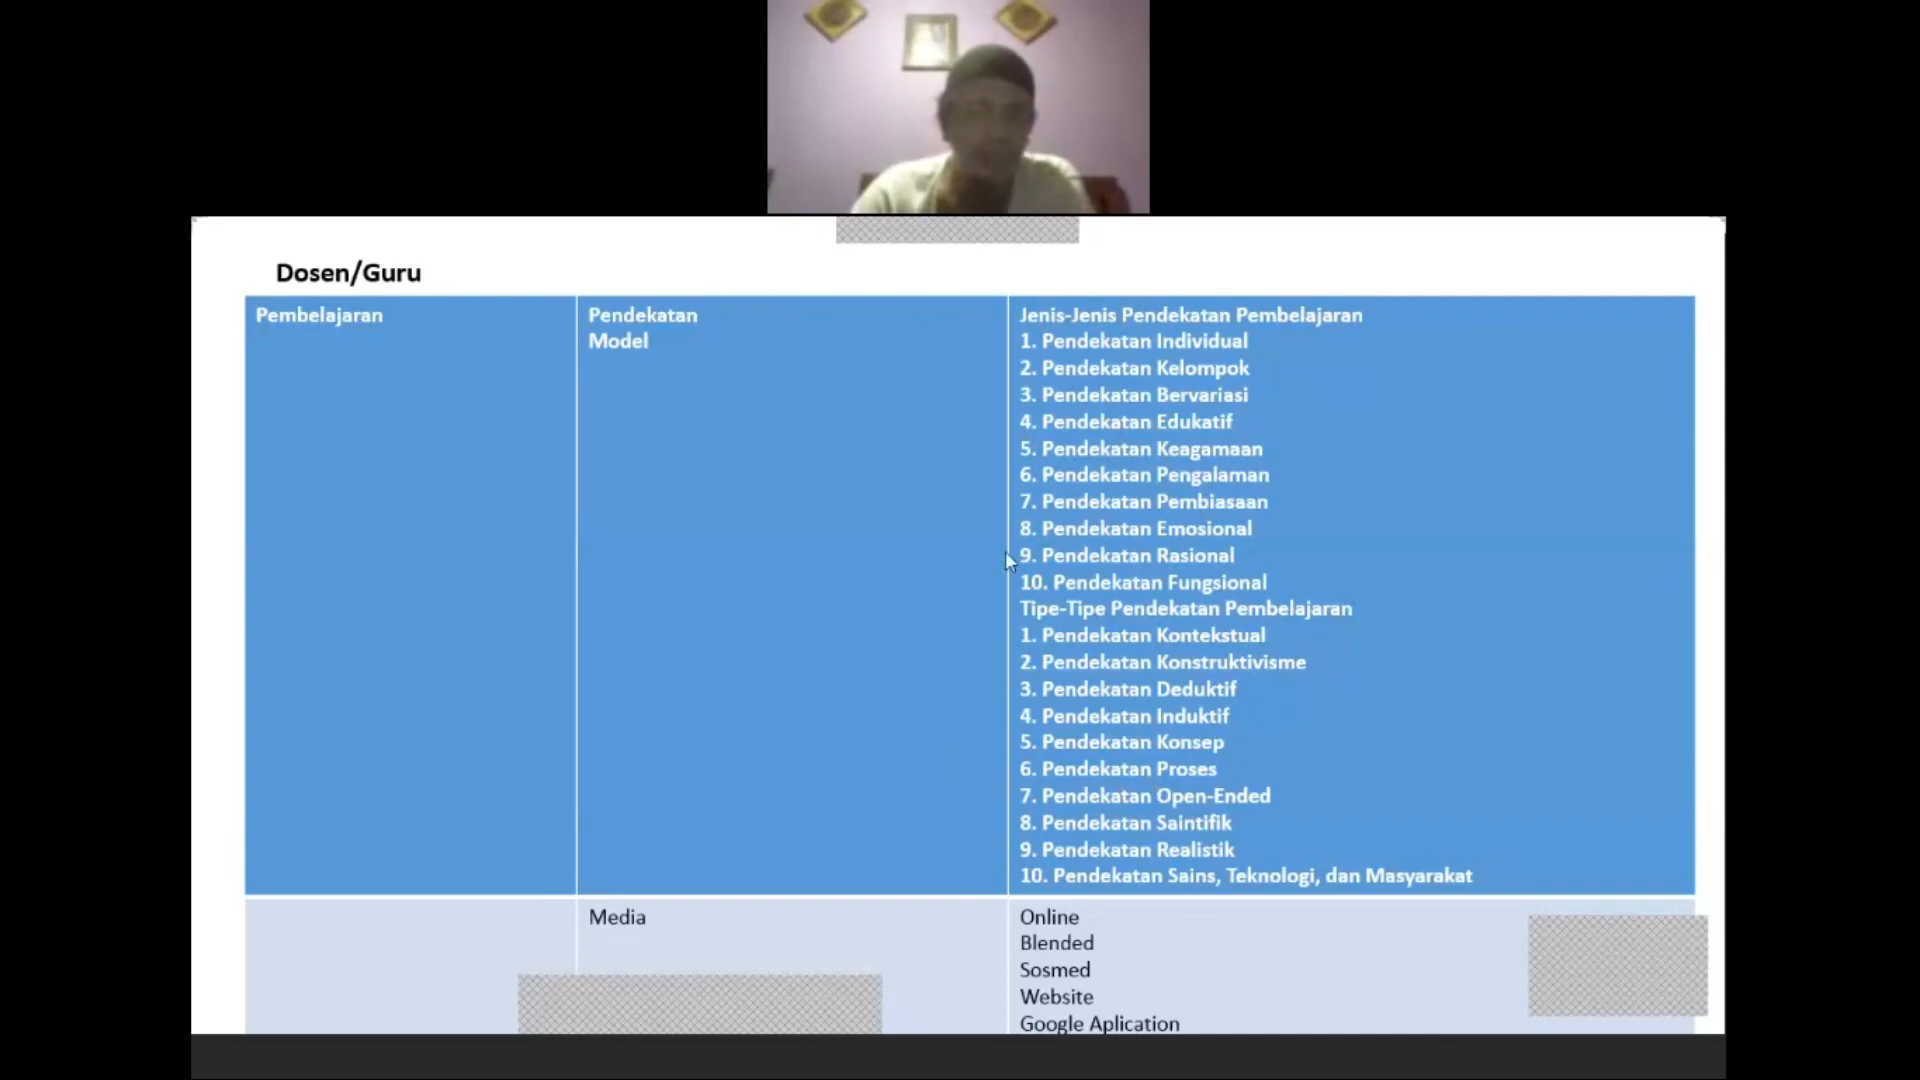 Dosen/Guru
Pembelajaran
Pendekatan
Model
Jenis-Jenis Pendekatan Pembelajaran
1. Pendekatan Individual
2. Pendekatan Kelompok
3. Pendekatan Bervariasi
4. Pendekatan Edukatif
5. Pendekatan Keagamaan
6. Pendekatan Pengalaman
7. Pendekatan Pembiasaan
8. Pendekatan Emosional
9. Pendekatan Rasional
10. Pendekatan Fungsional
Tipe-Tipe Pendekatan Pembelajaran
1. Pendekatan Kontekstual
2. Pendekatan Konstruktivisme
3. Pendekatan Deduktif
4. Pendekatan Induktif
5. Pendekatan Konsep
6. Pendekatan Proses
7. Pendekatan Open-Ended
8. Pendekatan Saintifik
9. Pendekatan Realistik
10. Pendekatan Sains, Teknologi, dan Masyarakat
Media
Online
Blended
Sosmed
Website
Google Aplication